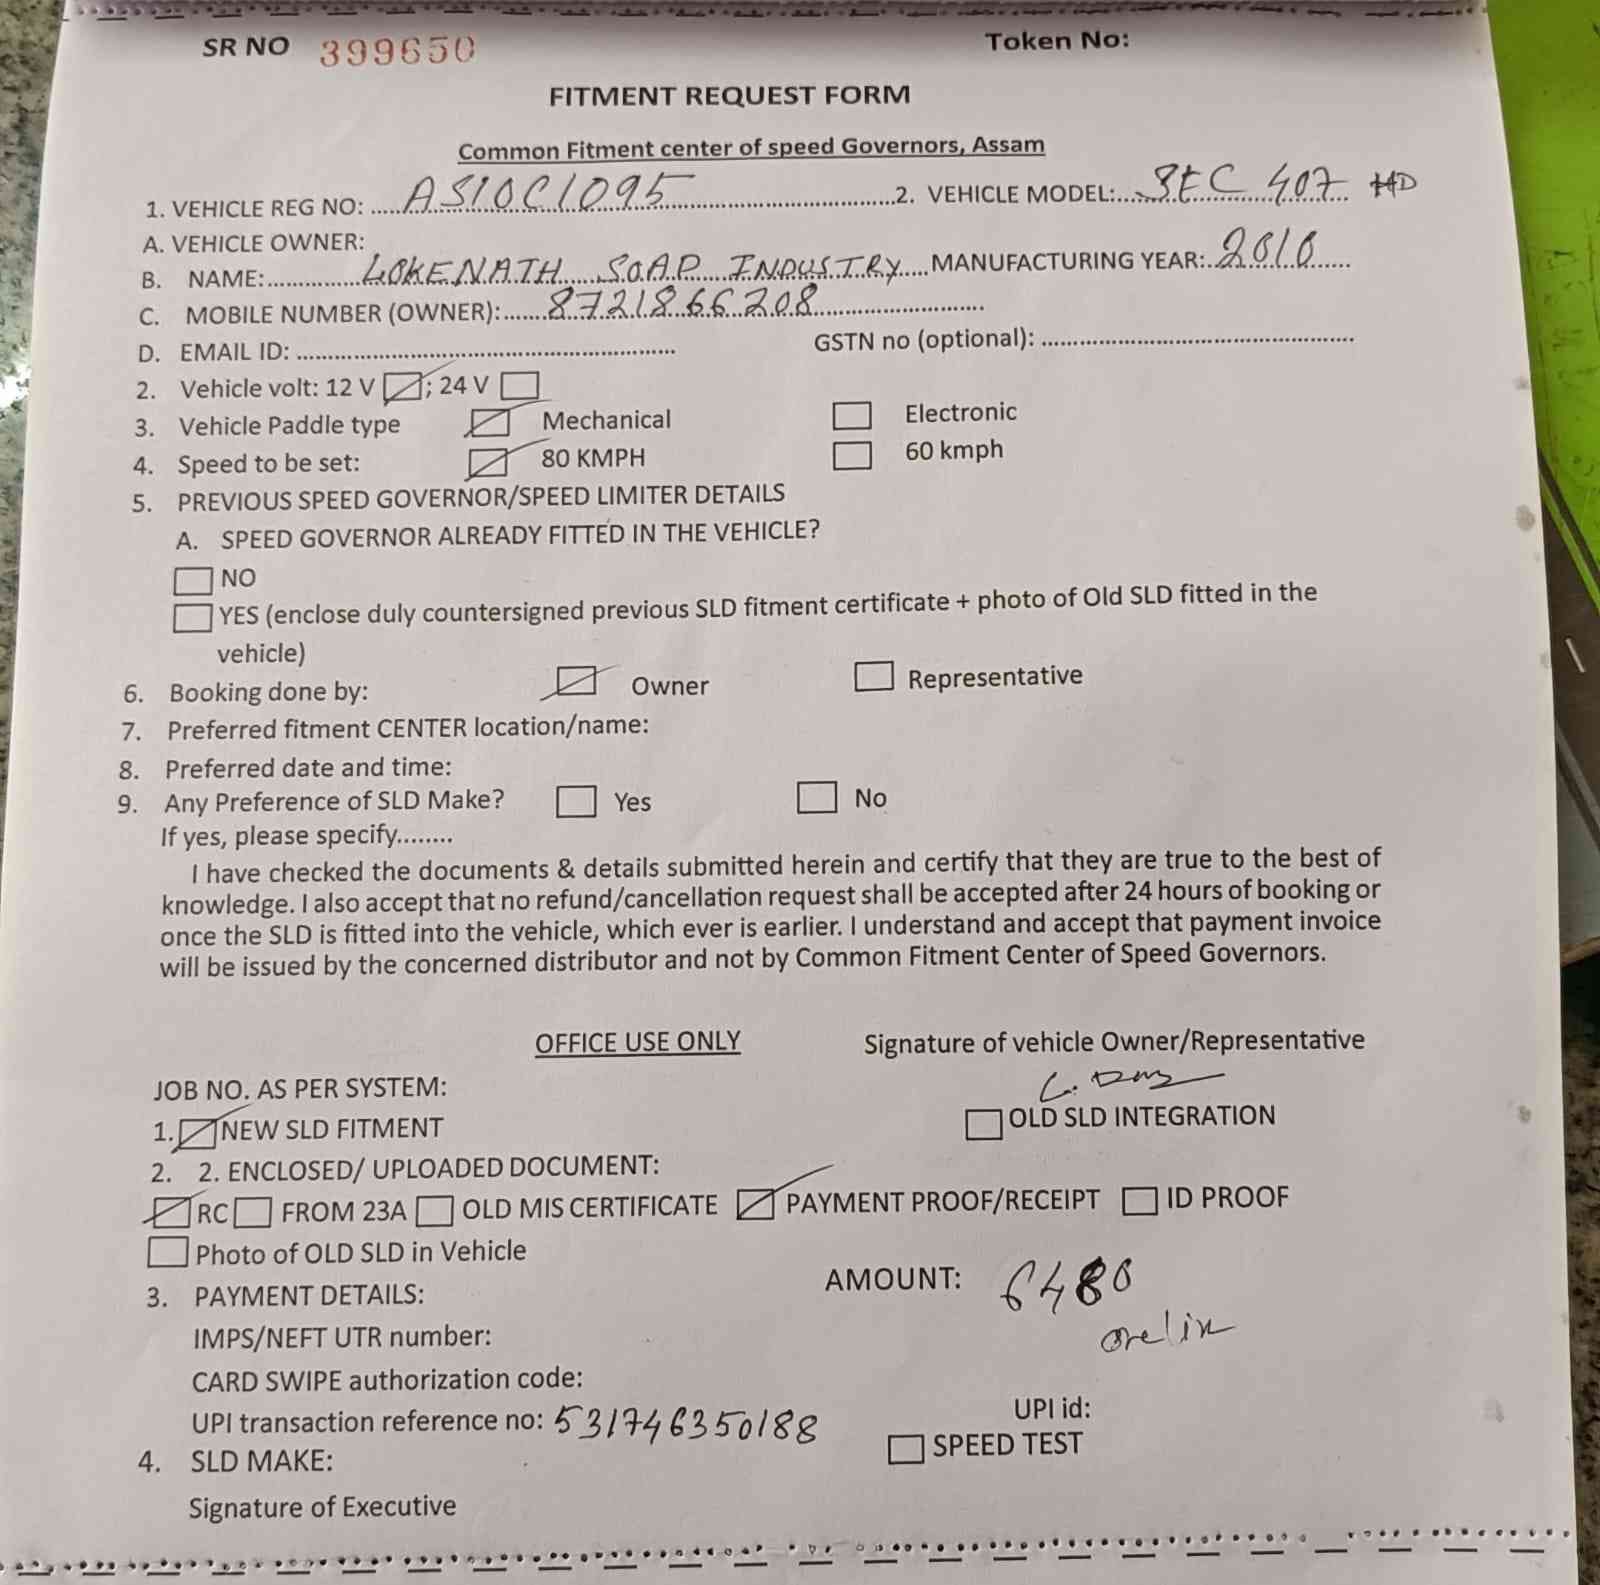 SR NO 399650 Token No:
FITMENT REQUEST FORM
Common Fitment center of speed Governors, Assam
1. VEHICLE REG NO: ....AS10C1095....2. VEHICLE MODEL:...SEC 407 HD
A. VEHICLE OWNER:
B. NAME:....LOKENATH SOAP INDUSTRY....MANUFACTURING YEAR:..2010....
C. MOBILE NUMBER (OWNER):....8721866208....
D. EMAIL ID: .... GSTN no (optional): ....
2. Vehicle volt: 12 V ☑; 24 V ☐
3. Vehicle Paddle type ☑ Mechanical ☐ Electronic
4. Speed to be set: ☑ 80 KMPH ☐ 60 kmph
5. PREVIOUS SPEED GOVERNOR/SPEED LIMITER DETAILS
A. SPEED GOVERNOR ALREADY FITTED IN THE VEHICLE?
☐ NO
☐ YES (enclose duly countersigned previous SLD fitment certificate + photo of Old SLD fitted in the
vehicle)
6. Booking done by: ☑ Owner ☐ Representative
7. Preferred fitment CENTER location/name:
8. Preferred date and time:
9. Any Preference of SLD Make? ☐ Yes ☐ No
If yes, please specify........
I have checked the documents & details submitted herein and certify that they are true to the best of
knowledge. I also accept that no refund/cancellation request shall be accepted after 24 hours of booking or
once the SLD is fitted into the vehicle, which ever is earlier. I understand and accept that payment invoice
will be issued by the concerned distributor and not by Common Fitment Center of Speed Governors.
OFFICE USE ONLY Signature of vehicle Owner/Representative
JOB NO. AS PER SYSTEM: L. Das
1. ☑ NEW SLD FITMENT ☐ OLD SLD INTEGRATION
2. 2. ENCLOSED/ UPLOADED DOCUMENT:
☑ RC ☐ FROM 23A ☐ OLD MIS CERTIFICATE ☑ PAYMENT PROOF/RECEIPT ☐ ID PROOF
☐ Photo of OLD SLD in Vehicle
3. PAYMENT DETAILS: AMOUNT: 6480
IMPS/NEFT UTR number:
CARD SWIPE authorization code:
UPI transaction reference no: 531746350188 UPI id:
4. SLD MAKE: ☐ SPEED TEST
Signature of Executive